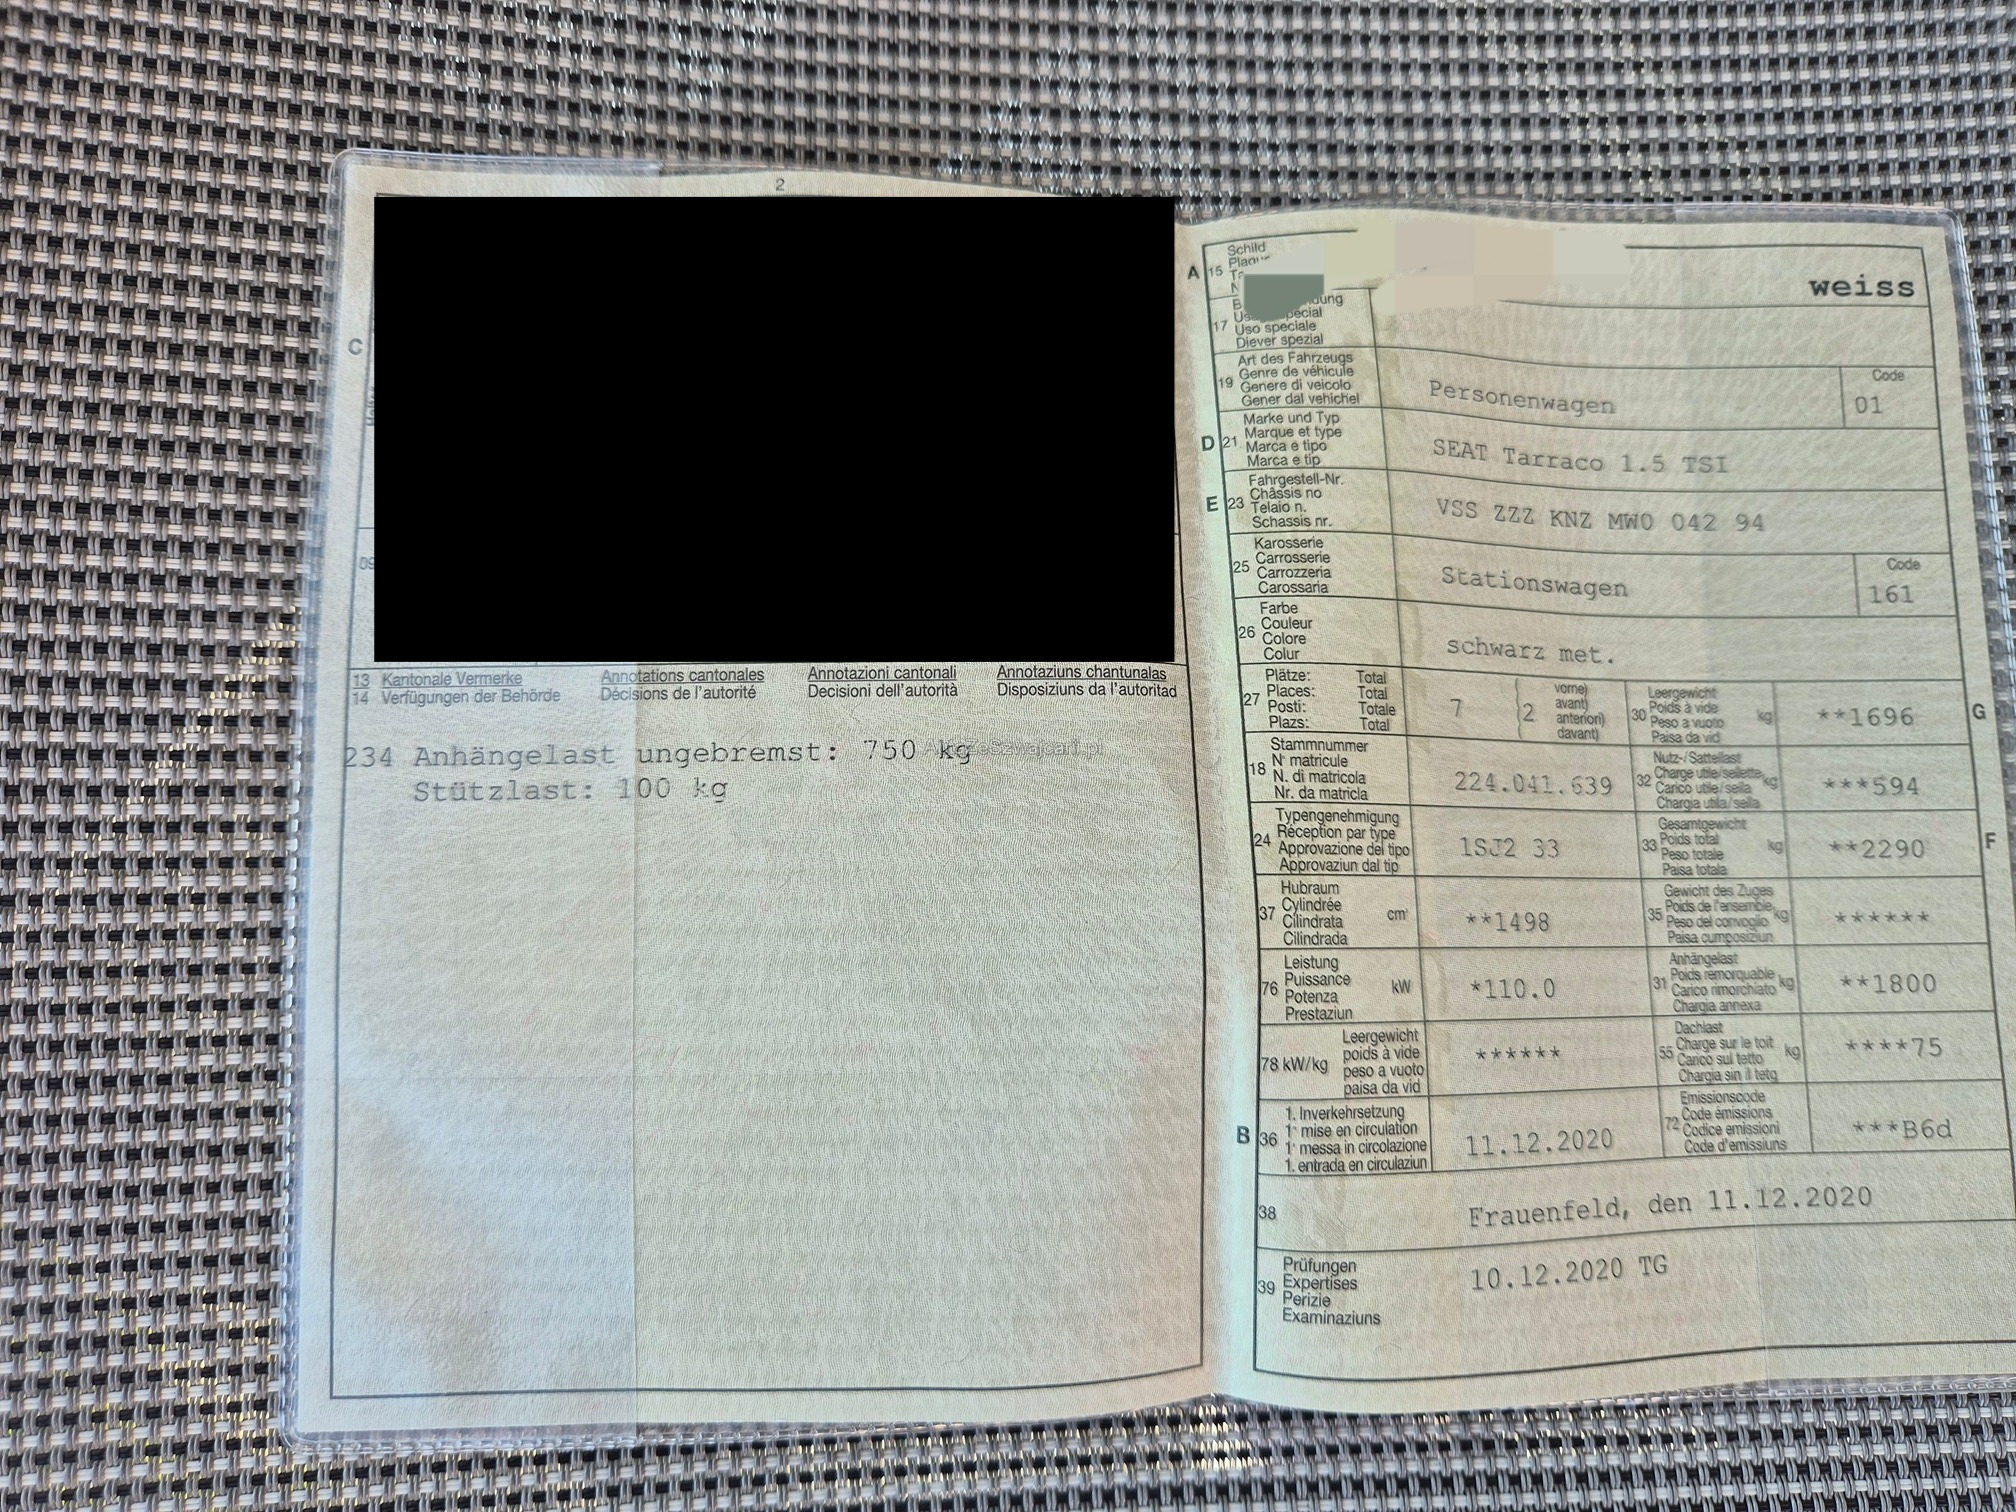 2
C
09
13 Kantonale Vermerke Annotations cantonales Annotazioni cantonali Annotaziuns chantunalas
14 Verfügungen der Behörde Décisions de l'autorité Decisioni dell'autorità Disposiziuns da l'autoritad
234 Anhängelast ungebremst: 750 kg
Stützlast: 100 kg
AutazeSzwajcarii.pl
A 15 Schild
weiss
17
Uso speciale
Diever spezial
19 Art des Fahrzeugs
Genre de véhicule
Genere di veicolo
Gener dal vehichel
Personenwagen
Code
01
D 21 Marke und Typ
Marque et type
Marca e tipo
Marca e tip
SEAT Tarraco 1.5 TSI
E 23 Fahrgestell-Nr.
Châssis no
Telaio n.
Schassis nr.
VSS ZZZ KNZ MW0 042 94
25 Karosserie
Carrosserie
Carrozzeria
Carossaria
Stationswagen
Code
161
26 Farbe
Couleur
Colore
Colur
schwarz met.
27 Plätze: Total
Places: Total
Posti: Totale
Plazs: Total
7 (2 vorne)
avant)
anteriori)
davant)
30 Leergewicht
Poids à vide
Peso a vuoto
Paisa da vid
kg
**1696
G
18 Stammnummer
N° matricule
N. di matricola
Nr. da matricla
224.041.639
32 Nutz-/Sattellast
Charge utile/sellette
Carico utile/sella
Chargia utila/sella
kg
***594
24 Typengenehmigung
Réception par type
Approvazione del tipo
Approvaziun dal tip
1SJ2 33
33 Gesamtgewicht
Poids total
Peso totale
Paisa totala
kg
**2290
F
37 Hubraum
Cylindrée
Cilindrata
Cilindrada
cm³
**1498
35 Gewicht des Zuges
Poids de l'ensemble
Peso del convoglio
Paisa cumposiziun
kg
******
76 Leistung
Puissance
Potenza
Prestaziun
kW
*110.0
31 Anhängelast
Poids remorquable
Carico rimorchiato
Chargia annexa
kg
**1800
78 kW/kg
Leergewicht
poids à vide
peso a vuoto
paisa da vid
******
55 Dachlast
Charge sur le toit
Carico sul tetto
Chargia sin il tetg
kg
****75
B 36 1. Inverkehrsetzung
1e mise en circulation
1a messa in circolazione
1. entrada en circulaziun
11.12.2020
72 Emissionscode
Code émissions
Codice emissioni
Code d'emissiuns
***B6d
38
Frauenfeld, den 11.12.2020
39 Prüfungen
Expertises
Perizie
Examinaziuns
10.12.2020 TG